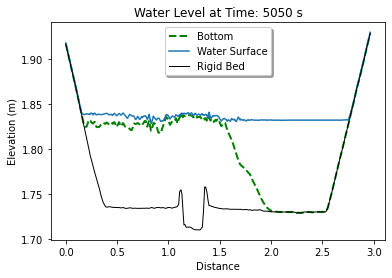 Water Level at Time: 5050 s
Bottom
Water Surface
Rigid Bed
Elevation (m)
1.90
1.85
1.80
1.75
1.70
0.0 0.5 1.0 1.5 2.0 2.5 3.0
Distance